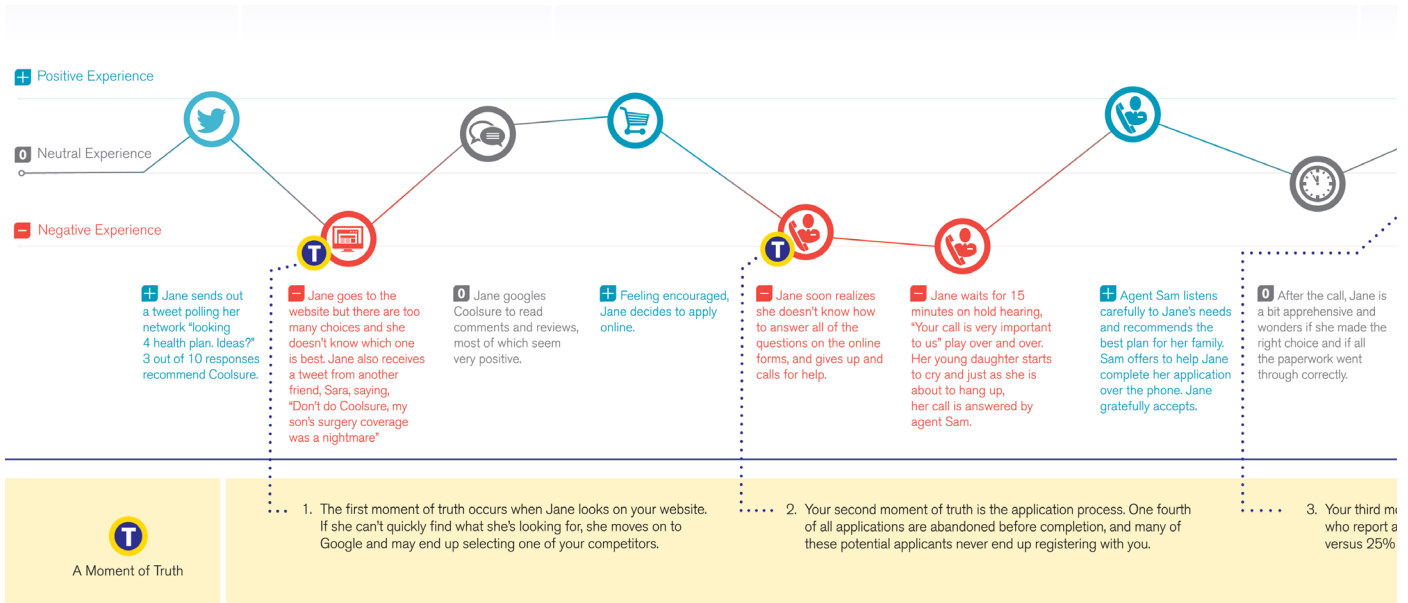 + Positive Experience
0 Neutral Experience
− Negative Experience
T
T
+ Jane sends out
a tweet polling her
network “looking
4 health plan. Ideas?”
3 out of 10 responses
recommend Coolsure.
− Jane goes to the
website but there are too
many choices and she
doesn’t know which one
is best. Jane also receives
a tweet from another
friend, Sara, saying,
“Don’t do Coolsure, my
son’s surgery coverage
was a nightmare”
0 Jane googles
Coolsure to read
comments and reviews,
most of which seem
very positive.
+ Feeling encouraged,
Jane decides to apply
online.
− Jane soon realizes
she doesn’t know how
to answer all of the
questions on the online
forms, and gives up and
calls for help.
− Jane waits for 15
minutes on hold hearing,
“Your call is very important
to us” play over and over.
Her young daughter starts
to cry and just as she is
about to hang up,
her call is answered by
agent Sam.
+ Agent Sam listens
carefully to Jane’s needs
and recommends the
best plan for her family.
Sam offers to help Jane
complete her application
over the phone. Jane
gratefully accepts.
0 After the call, Jane is
a bit apprehensive and
wonders if she made the
right choice and if all
the paperwork went
through correctly.
T
A Moment of Truth
1. The first moment of truth occurs when Jane looks on your website.
If she can’t quickly find what she’s looking for, she moves on to
Google and may end up selecting one of your competitors.
2. Your second moment of truth is the application process. One fourth
of all applications are abandoned before completion, and many of
these potential applicants never end up registering with you.
3. Your third
who report
versus 25%